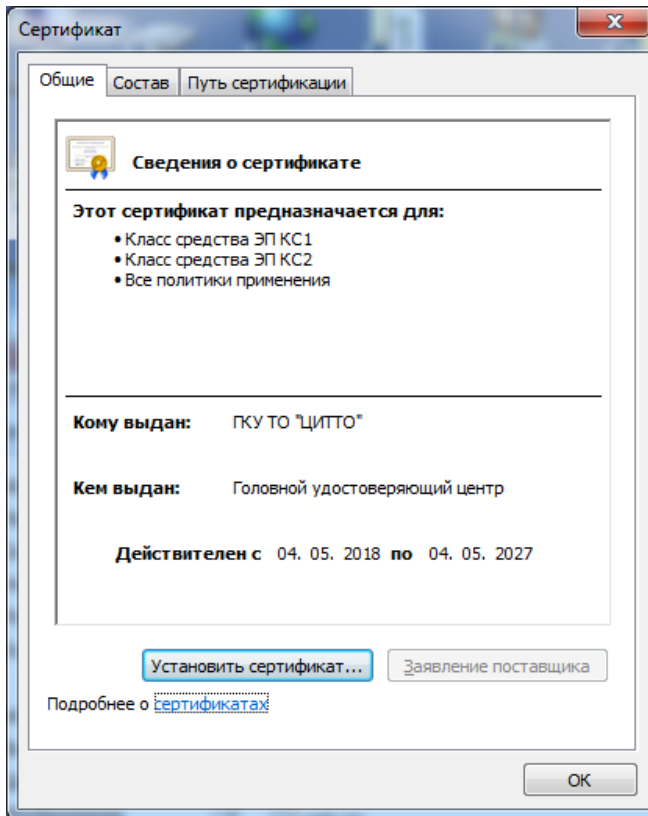 Сертификат
Общие Состав Путь сертификации
Сведения о сертификате
Этот сертификат предназначается для:
• Класс средства ЭП КС1
• Класс средства ЭП КС2
• Все политики применения
Кому выдан: ГКУ ТО "ЦИТТО"
Кем выдан: Головной удостоверяющий центр
Действителен с 04. 05. 2018 по 04. 05. 2027
Установить сертификат... Заявление поставщика
Подробнее о сертификатах
ОК